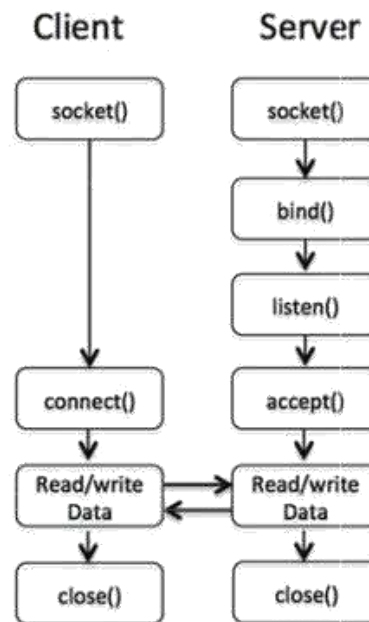 Client Server
socket() socket()
bind()
listen()
connect() accept()
Read/write Read/write
Data Data
close() close()